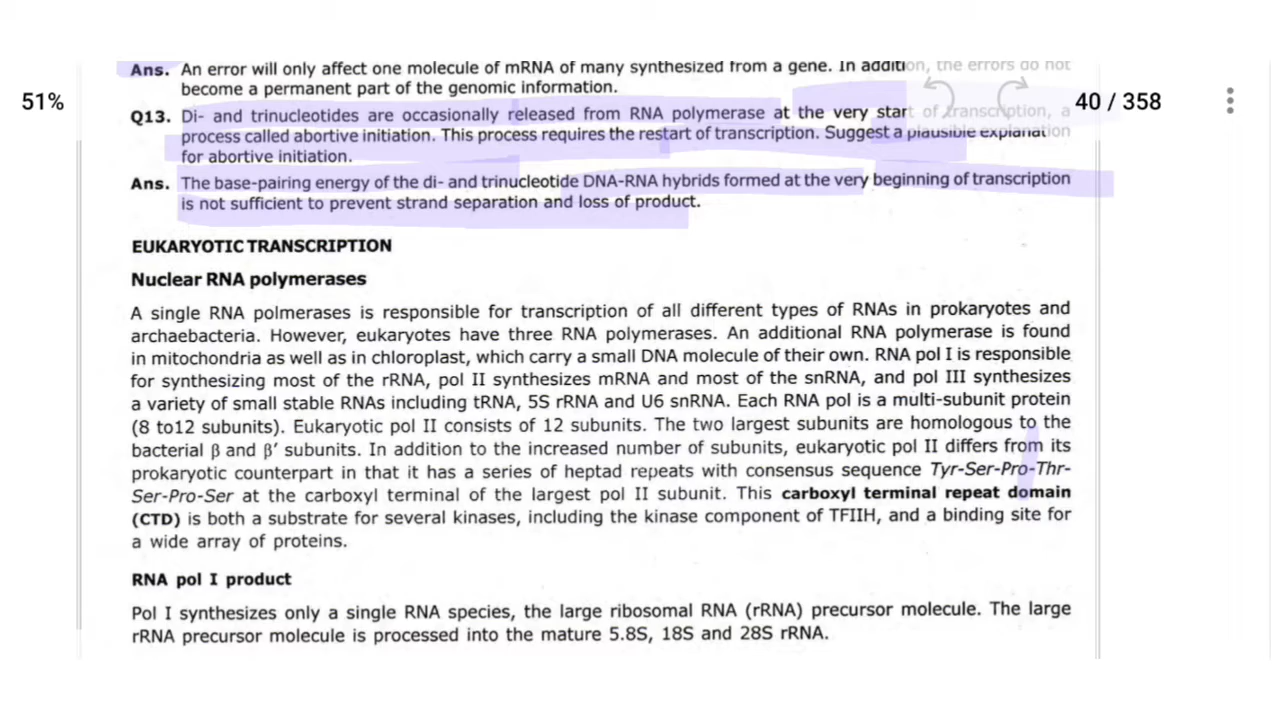 Ans. An error will only affect one molecule of mRNA of many synthesized from a gene. In addition, the errors do not
become a permanent part of the genomic information.
51%
40 / 358
Q13. Di- and trinucleotides are occasionally released from RNA polymerase at the very start of transcription, a
process called abortive initiation. This process requires the restart of transcription. Suggest a plausible explanation
for abortive initiation.
Ans. The base-pairing energy of the di- and trinucleotide DNA-RNA hybrids formed at the very beginning of transcription
is not sufficient to prevent strand separation and loss of product.
EUKARYOTIC TRANSCRIPTION
Nuclear RNA polymerases
A single RNA polmerases is responsible for transcription of all different types of RNAs in prokaryotes and
archaebacteria. However, eukaryotes have three RNA polymerases. An additional RNA polymerase is found
in mitochondria as well as in chloroplast, which carry a small DNA molecule of their own. RNA pol I is responsible
for synthesizing most of the rRNA, pol II synthesizes mRNA and most of the snRNA, and pol III synthesizes
a variety of small stable RNAs including tRNA, 5S rRNA and U6 snRNA. Each RNA pol is a multi-subunit protein
(8 to12 subunits). Eukaryotic pol II consists of 12 subunits. The two largest subunits are homologous to the
bacterial β and β′ subunits. In addition to the increased number of subunits, eukaryotic pol II differs from its
prokaryotic counterpart in that it has a series of heptad repeats with consensus sequence Tyr-Ser-Pro-Thr-
Ser-Pro-Ser at the carboxyl terminal of the largest pol II subunit. This carboxyl terminal repeat domain
(CTD) is both a substrate for several kinases, including the kinase component of TFIIH, and a binding site for
a wide array of proteins.
RNA pol I product
Pol I synthesizes only a single RNA species, the large ribosomal RNA (rRNA) precursor molecule. The large
rRNA precursor molecule is processed into the mature 5.8S, 18S and 28S rRNA.